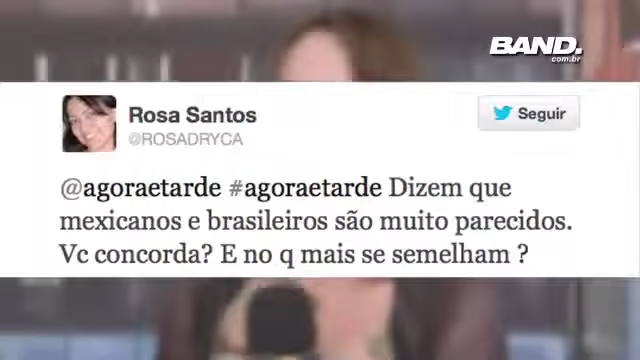 BAND.
com.br
Rosa Santos
Seguir
@ROSADRYCA
@agoraetarde #agoraetarde Dizem que
mexicanos e brasileiros são muito parecidos.
Vc concorda? E no q mais se semelham ?